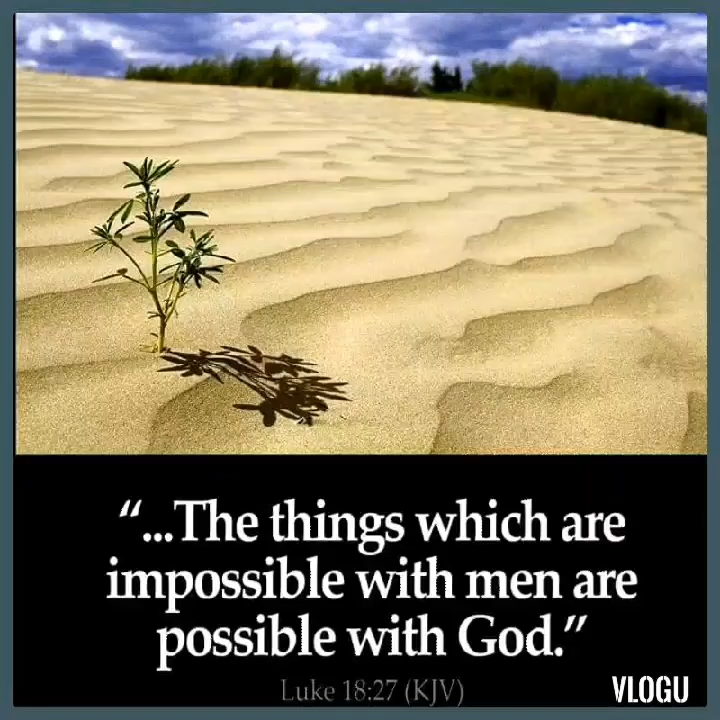 “...The things which are
impossible with men are
possible with God.”
Luke 18:27 (KJV)
VLOGU